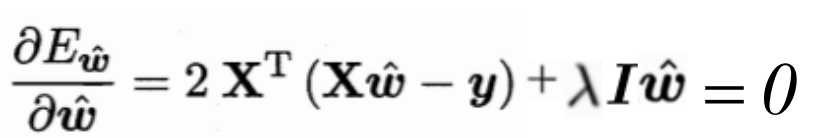 ∂E_ŵ/∂ŵ = 2 X^T (Xŵ − y) + λIŵ = 0